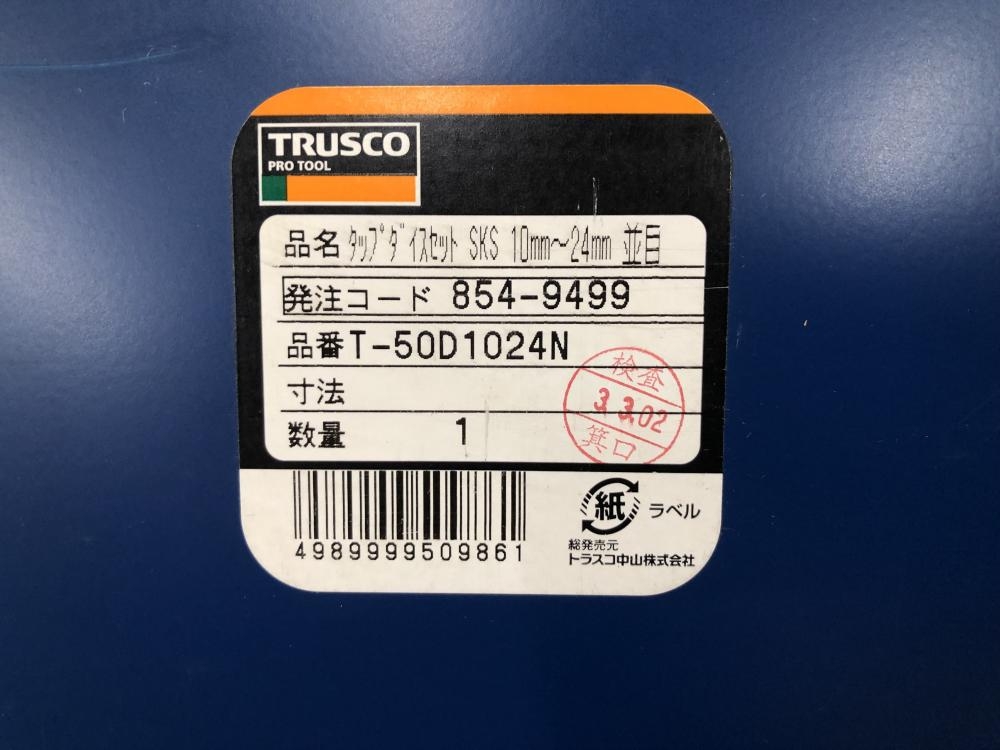 TRUSCO
PRO TOOL
品名 ﾀｯﾌﾟﾀﾞｲｽｾｯﾄ SKS 10mm～24mm 並目
発注コード 854-9499
品番 T-50D1024N
寸法
数量 1
検査
3.3.02
箕口
4989999509861
紙 ラベル
総発売元
トラスコ中山株式会社